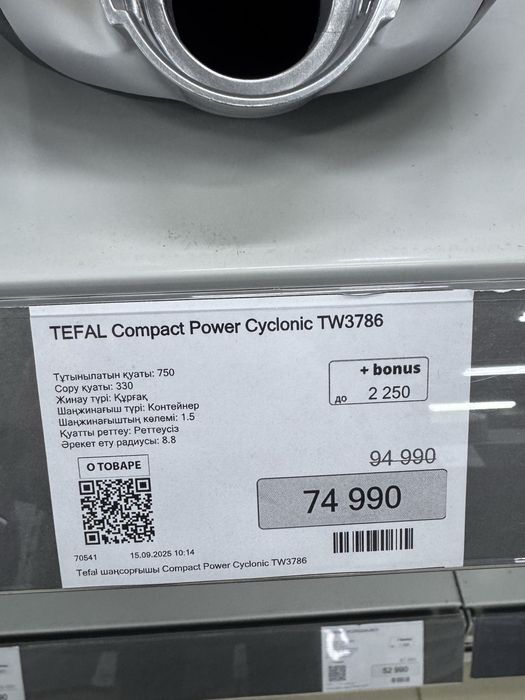 TEFAL Compact Power Cyclonic TW3786
Тұтынылатын қуаты: 750
Сору қуаты: 330
Жинау түрі: Құрғақ
Шаңжинағыш түрі: Контейнер
Шаңжинағыштың көлемі: 1.5
Қуатты реттеу: Реттеусіз
Әрекет ету радиусы: 8.8
+ bonus
до 2 250
О ТОВАРЕ
94 990
74 990
70541 15.09.2025 10:14
Tefal шаңсорғышы Compact Power Cyclonic TW3786
52 990